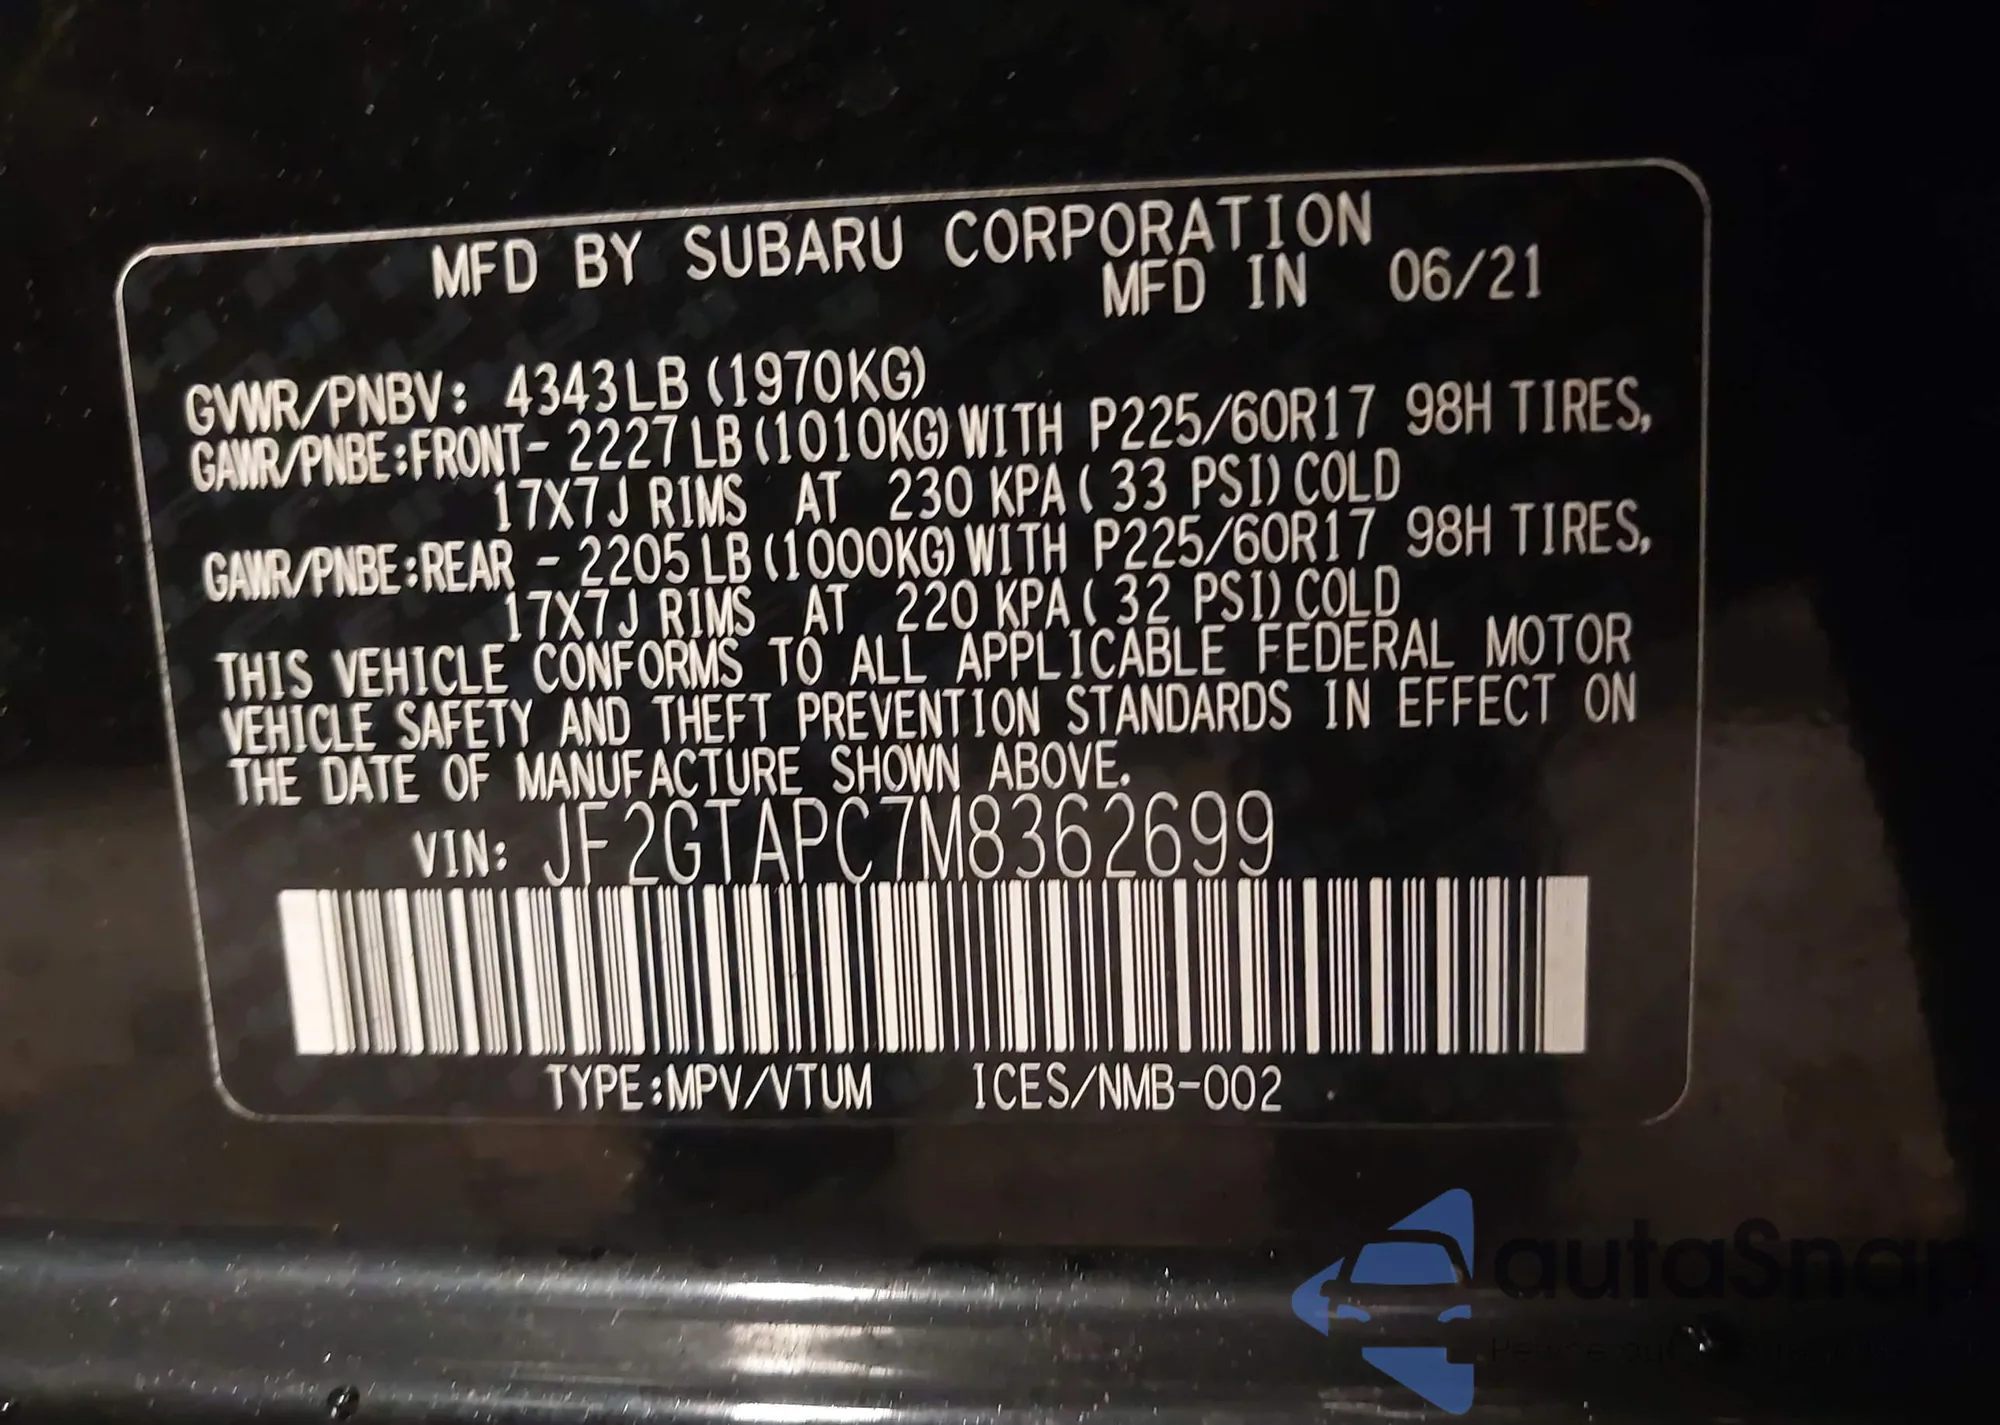 MFD BY SUBARU CORPORATION
MFD IN 06/21
GVWR/PNBV: 4343LB (1970KG)
GAWR/PNBE:FRONT- 2227 LB (1010KG) WITH P225/60R17 98H TIRES,
17X7J RIMS AT 230 KPA ( 33 PSI) COLD
GAWR/PNBE:REAR - 2205 LB (1000KG) WITH P225/60R17 98H TIRES,
17X7J RIMS AT 220 KPA ( 32 PSI) COLD
THIS VEHICLE CONFORMS TO ALL APPLICABLE FEDERAL MOTOR
VEHICLE SAFETY AND THEFT PREVENTION STANDARDS IN EFFECT ON
THE DATE OF MANUFACTURE SHOWN ABOVE.
VIN: JF2GTAPC7M8362699
TYPE:MPV/VTUM ICES/NMB-002
autaSnap